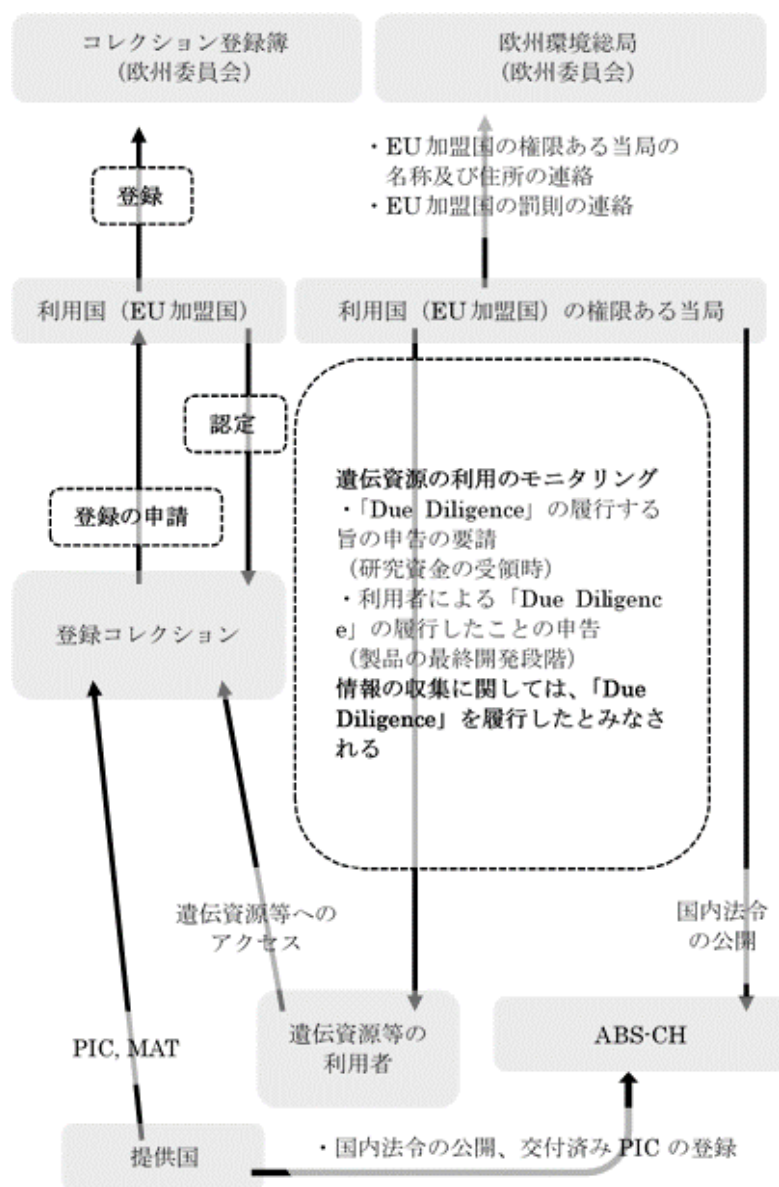 コレクション登録簿
(欧州委員会)
欧州環境総局
(欧州委員会)
・EU加盟国の権限ある当局の
名称及び住所の連絡
・EU加盟国の罰則の連絡
登録
利用国（EU加盟国）
利用国（EU加盟国）の権限ある当局
認定
登録の申請
遺伝資源の利用のモニタリング
・「Due Diligence」の履行する
旨の申告の要請
（研究資金の受領時）
・利用者による「Due Diligenc
e」の履行したことの申告
（製品の最終開発段階）
情報の収集に関しては、「Due
Diligence」を履行したとみなさ
れる
登録コレクション
遺伝資源等への
アクセス
国内法令
の公開
PIC, MAT
遺伝資源等の
利用者
ABS-CH
提供国
・国内法令の公開、交付済み PIC の登録